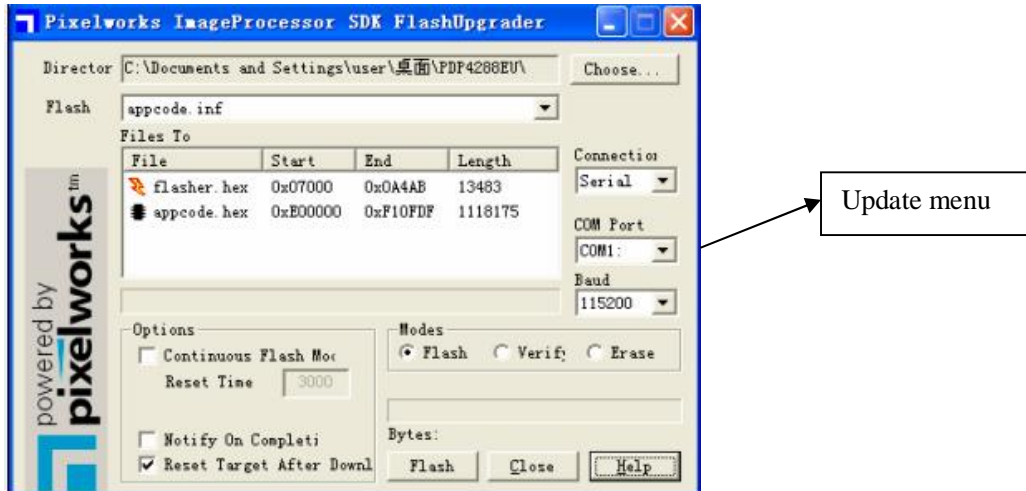 Pixelworks ImageProcessor SDK FlashUpgrader
Director C:\Documents and Settings\user\桌面\PDP4288EU\ Choose...
Flash appcode.inf
Files To
File Start End Length
flasher.hex 0x07000 0x0A4AB 13483
appcode.hex 0xE00000 0xF10FDF 1118175
Connection
Serial
COM Port
COM1:
Baud
115200
Update menu
powered by
pixelworks tm
Options
Continuous Flash Moc
Reset Time 3000
Notify On Completi
Reset Target After Downl
Modes
Flash Verify Erase
Bytes:
Flash Close Help